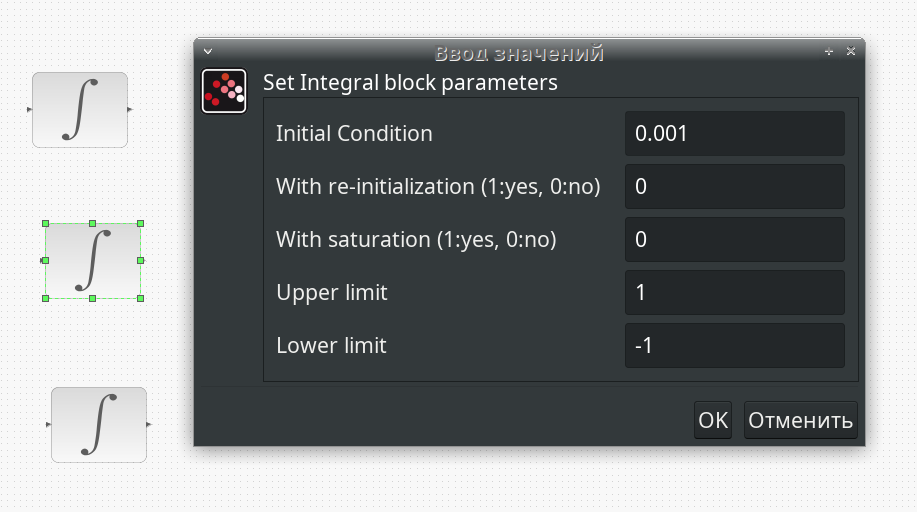 Ввод значений
Set Integral block parameters
Initial Condition 0.001
With re-initialization (1:yes, 0:no) 0
With saturation (1:yes, 0:no) 0
Upper limit 1
Lower limit -1
OK Отменить
∫
∫
∫